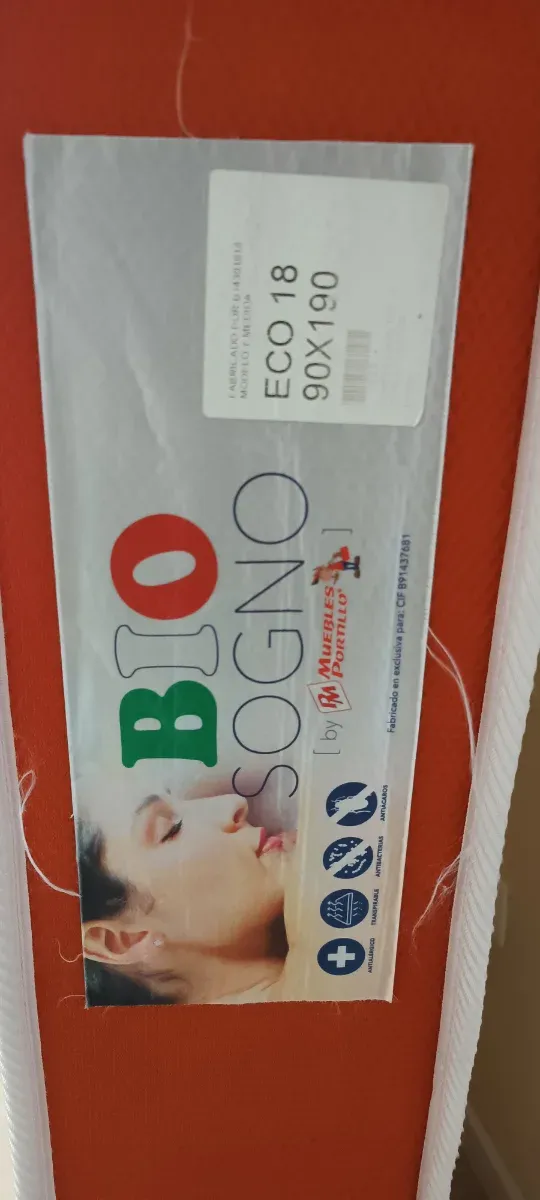 FABRICADO POR:
MODELO Y MEDIDA
ECO 18
90X190
BIO
SOGNO
[ by PM MUEBLES PORTILLO ]
Fabricado en exclusiva para: CIF B91437681
ANTIALÉRGICO
TRANSPIRABLE
ANTIBACTERIAS
ANTIÁCAROS